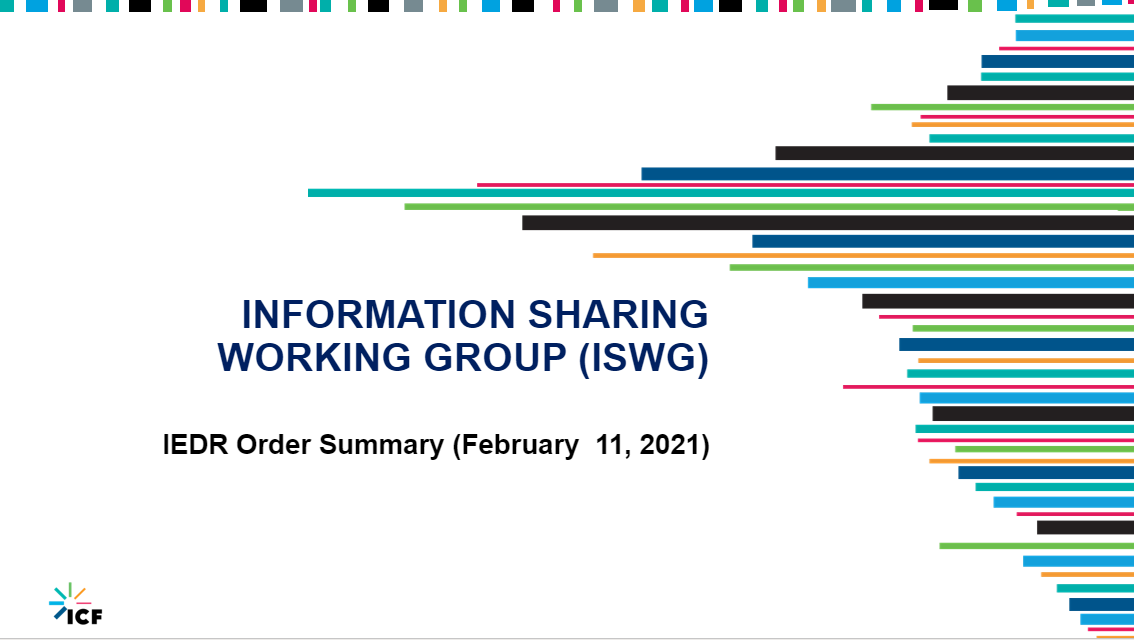 INFORMATION SHARING
WORKING GROUP (ISWG)
IEDR Order Summary (February  11, 2021)
ICF